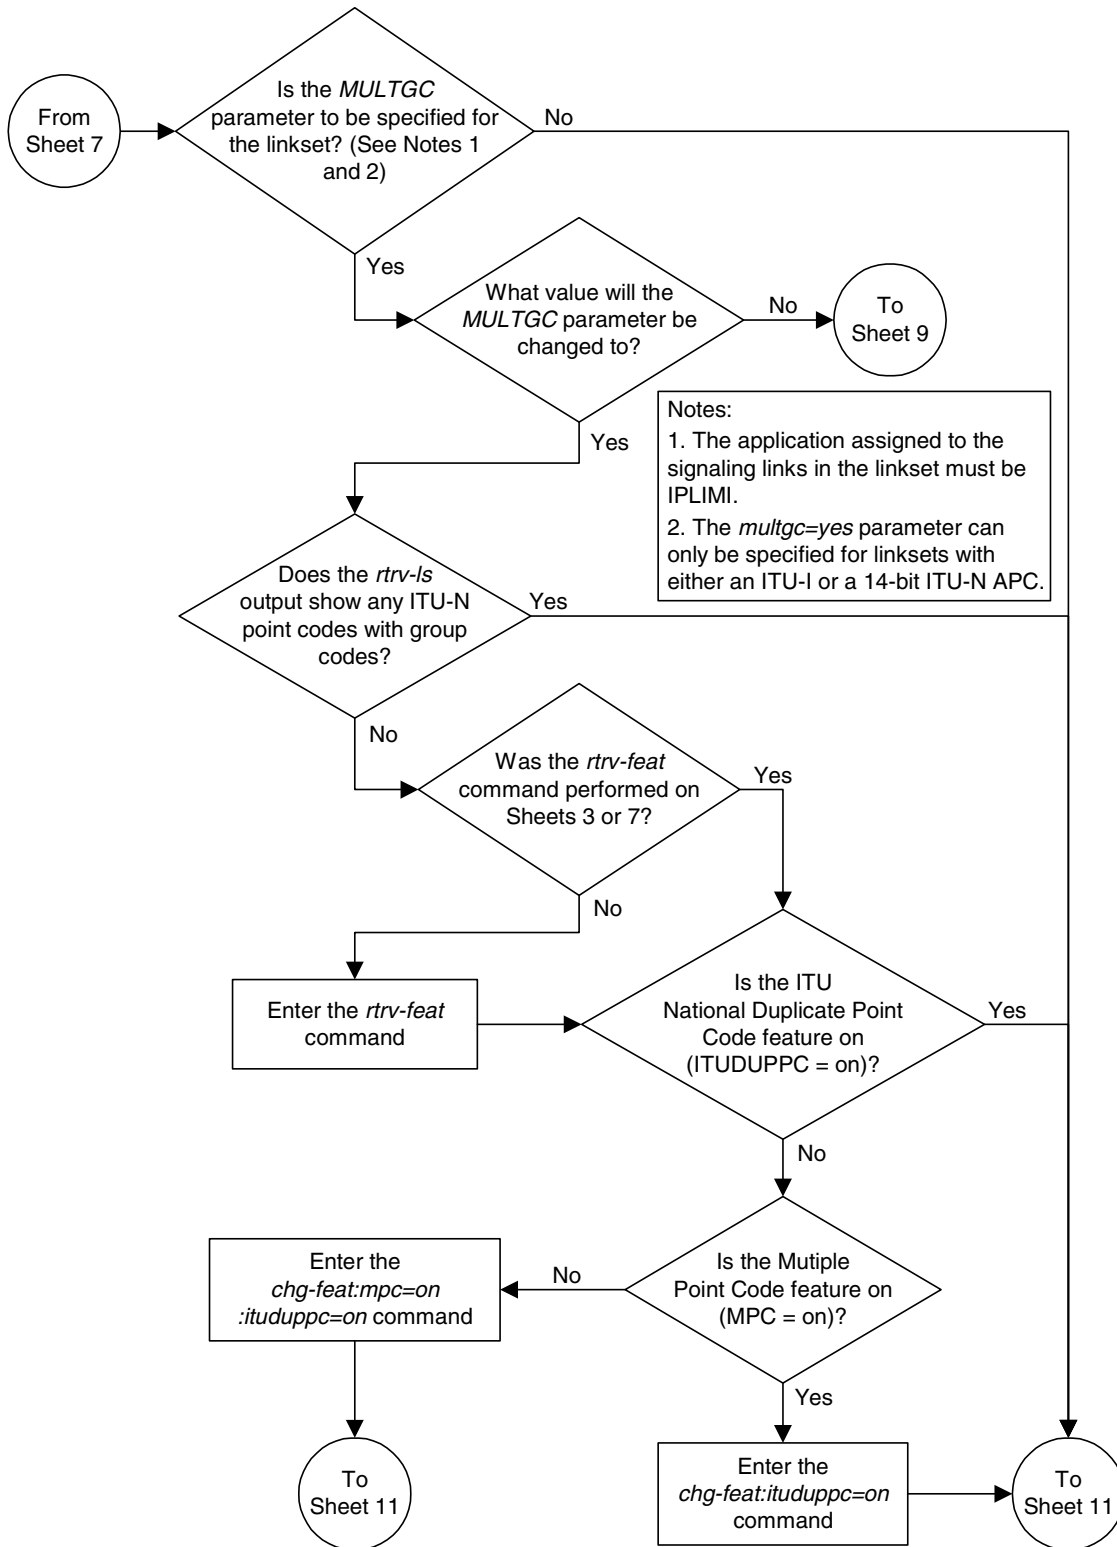 From
Sheet 7
Is the MULTGC
parameter to be specified for
the linkset? (See Notes 1
and 2)
No
Yes
What value will the
MULTGC parameter be
changed to?
No
To
Sheet 9
Yes
Notes:
1. The application assigned to the
signaling links in the linkset must be
IPLIMI.
2. The multgc=yes parameter can
only be specified for linksets with
either an ITU-I or a 14-bit ITU-N APC.
Does the rtrv-ls
output show any ITU-N
point codes with group
codes?
Yes
No
Was the rtrv-feat
command performed on
Sheets 3 or 7?
Yes
No
Enter the rtrv-feat
command
Is the ITU
National Duplicate Point
Code feature on
(ITUDUPPC = on)?
Yes
No
Is the Mutiple
Point Code feature on
(MPC = on)?
No
Enter the
chg-feat:mpc=on
:ituduppc=on command
Yes
To
Sheet 11
Enter the
chg-feat:ituduppc=on
command
To
Sheet 11